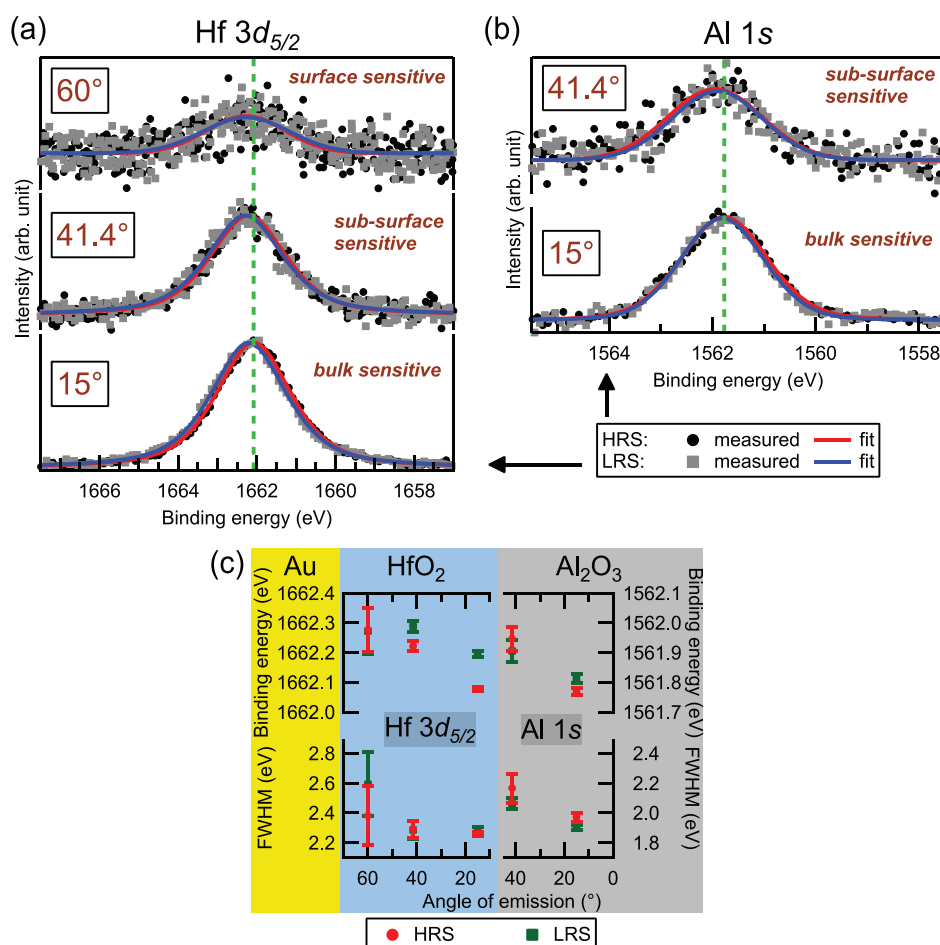 (a) Hf 3d5/2
60°
surface sensitive
41.4°
sub-surface
sensitive
15°
bulk sensitive
Intensity (arb. unit)
1666 1664 1662 1660 1658
Binding energy (eV)
(b) Al 1s
41.4°
sub-surface
sensitive
15°
bulk sensitive
Intensity (arb. unit)
1564 1562 1560 1558
Binding energy (eV)
HRS: measured fit
LRS: measured fit
(c) Au HfO2 Al2O3
Binding energy (eV)
1662.4
1662.3
1662.2
1662.1
1662.0
1562.1
1562.0
1561.9
1561.8
1561.7
Binding energy (eV)
Hf 3d5/2 Al 1s
FWHM (eV)
2.8
2.6
2.4
2.2
2.4
2.2
2.0
1.8
FWHM (eV)
60 40 20 40 20 0
Angle of emission (°)
HRS LRS